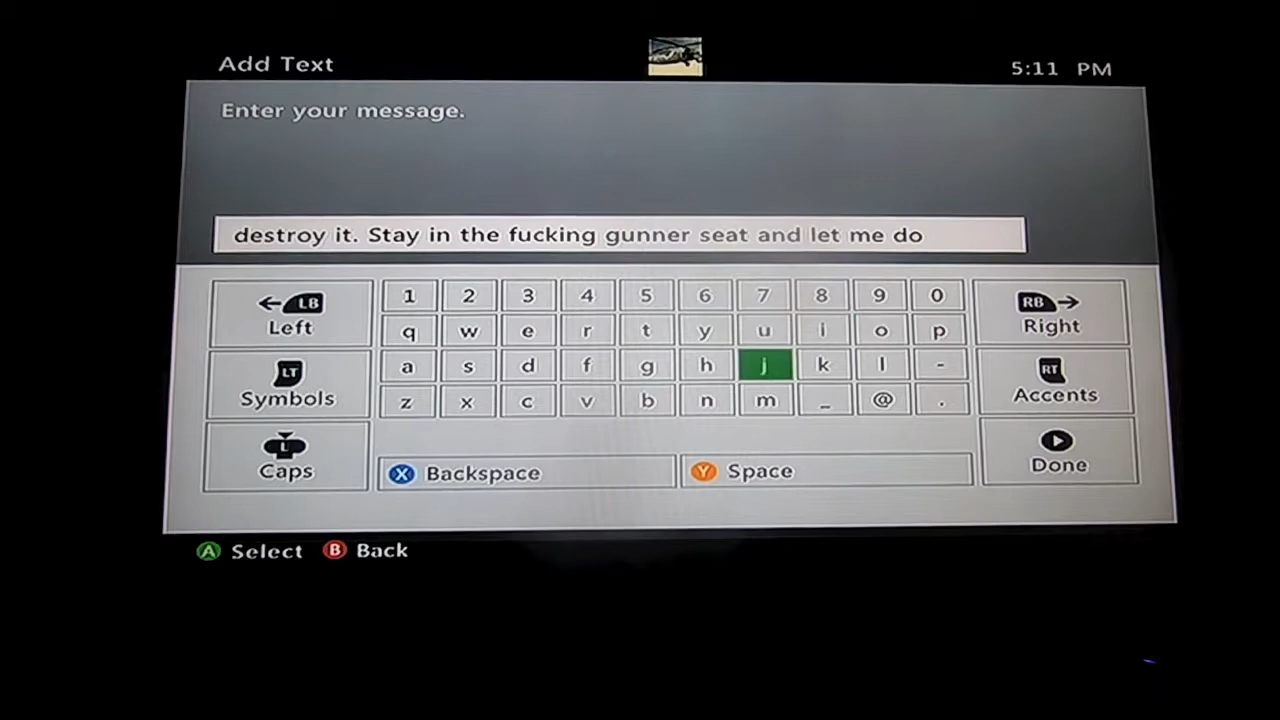 Add Text
5:11 PM
Enter your message.
destroy it. Stay in the fucking gunner seat and let me do
← LB
Left
1 2 3 4 5 6 7 8 9 0
RB →
Right
q w e r t y u i o p
LT
Symbols
a s d f g h j k l -
RT
Accents
z x c v b n m _ @ .
L
Caps
X Backspace
Y Space
Done
A Select B Back